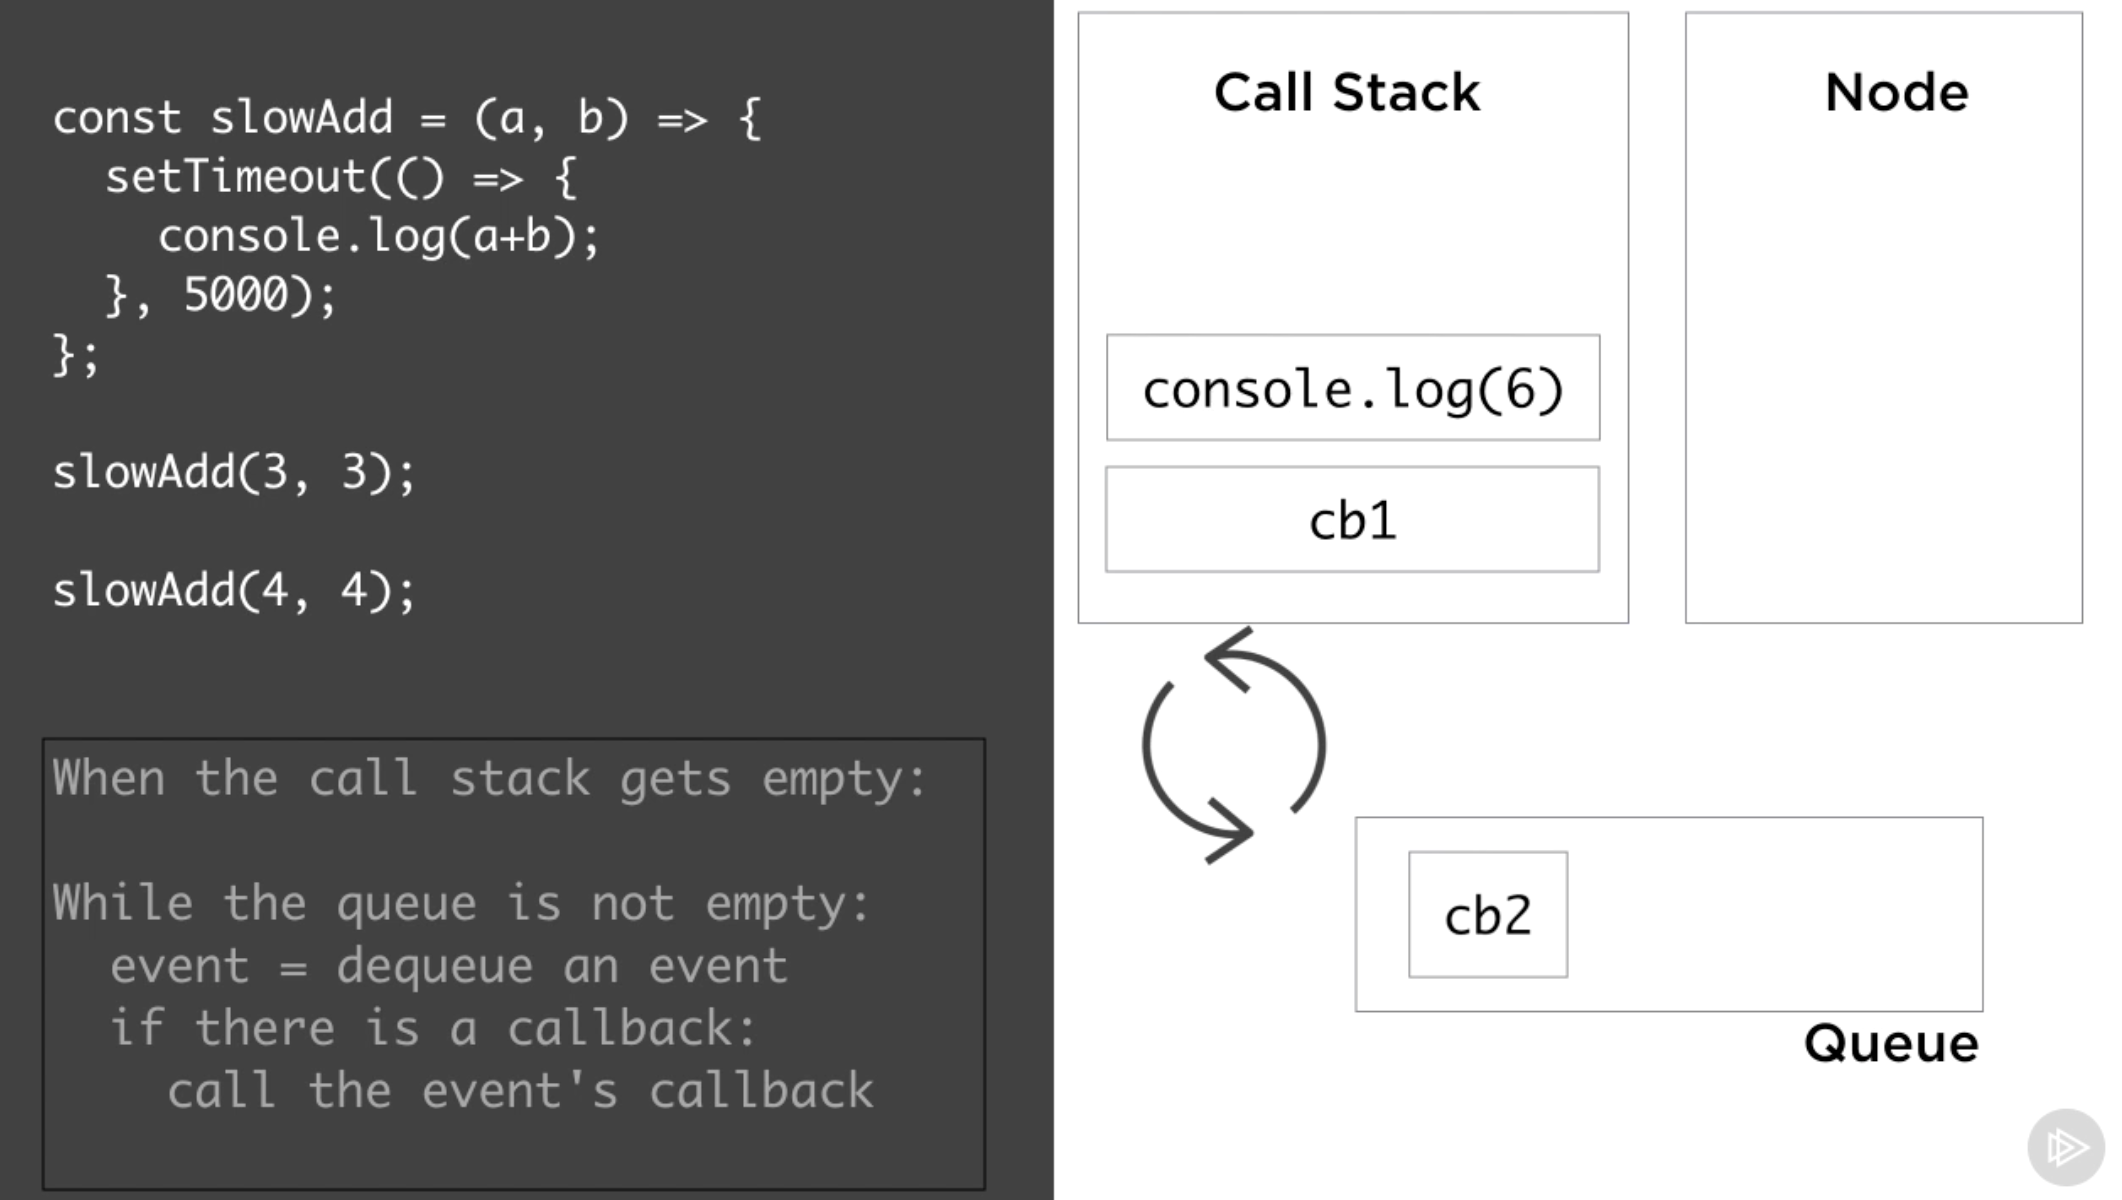 const slowAdd = (a, b) => {
  setTimeout(() => {
    console.log(a+b);
  }, 5000);
};
slowAdd(3, 3);
slowAdd(4, 4);
When the call stack gets empty:
While the queue is not empty:
  event = dequeue an event
  if there is a callback:
    call the event's callback
Call Stack
console.log(6)
cb1
Node
cb2
Queue